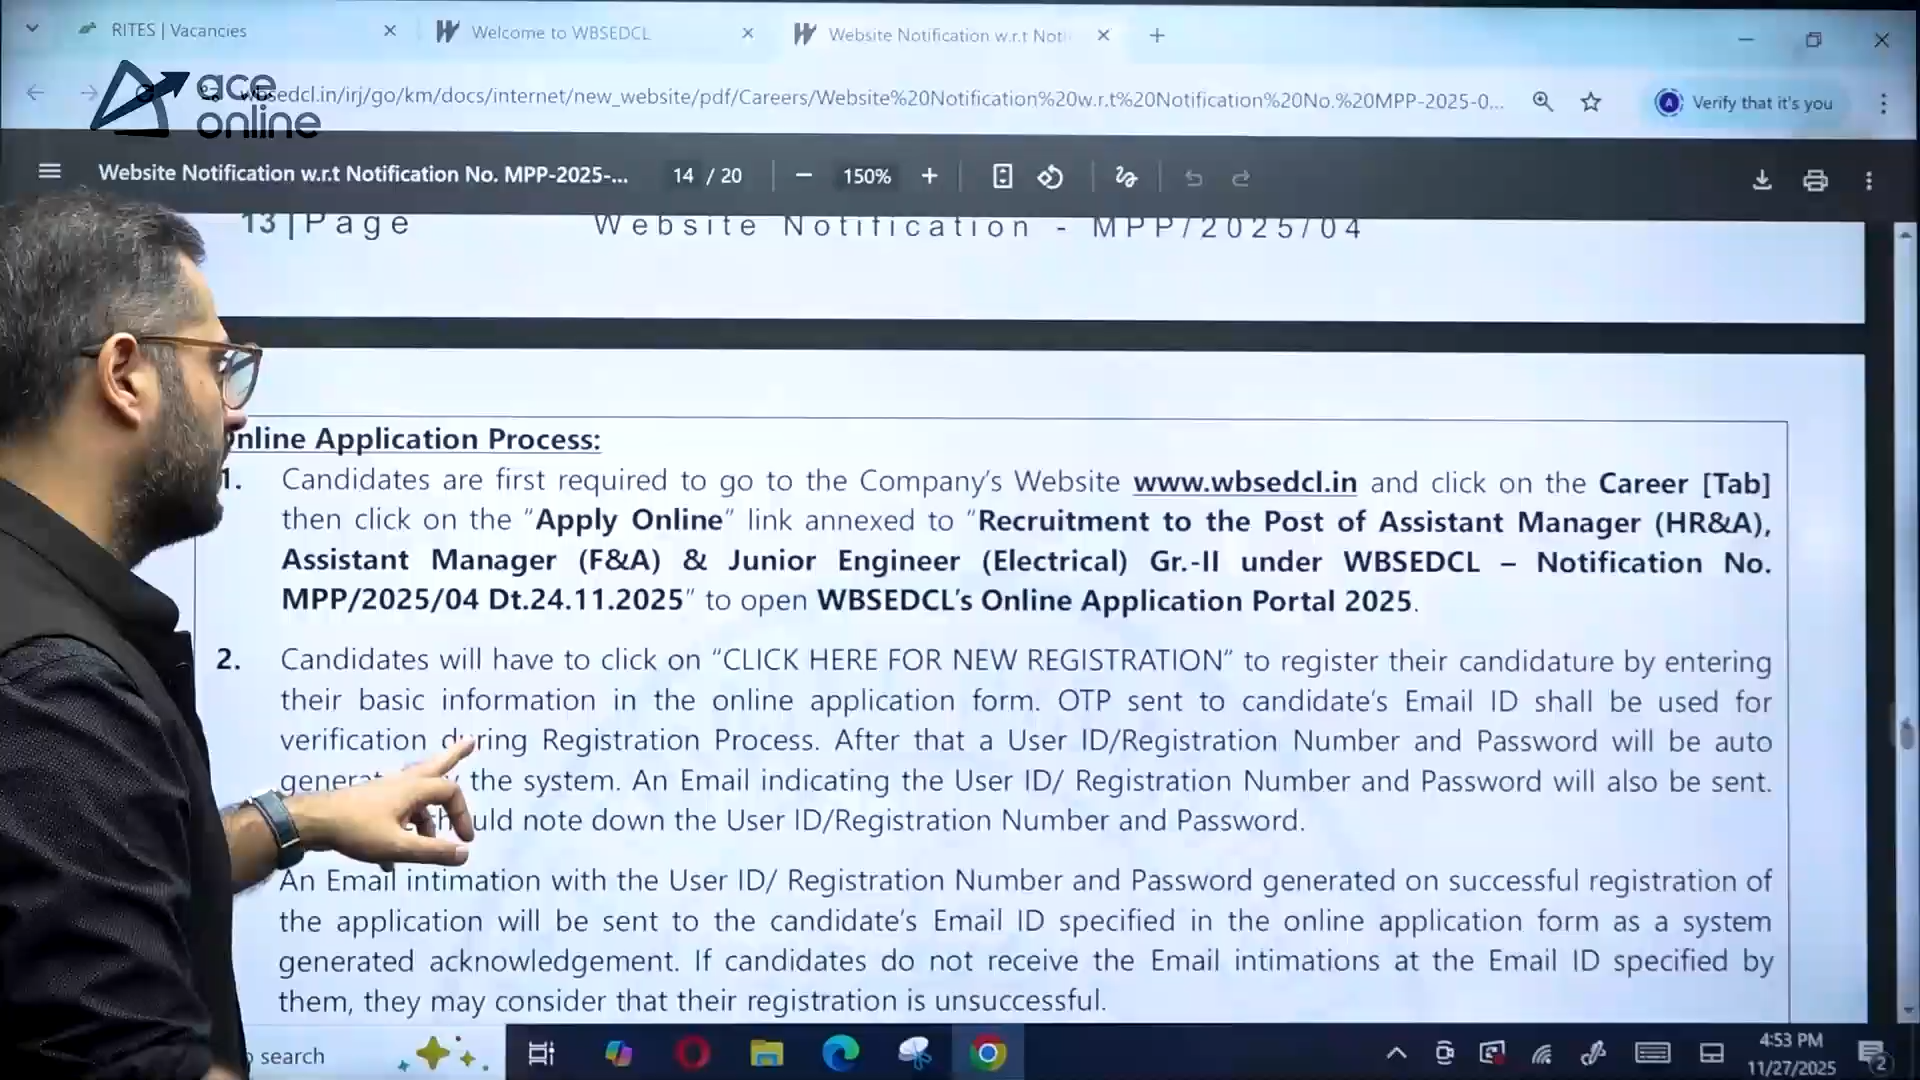 RITES | Vacancies
Welcome to WBSEDCL
Website Notification w.r.t Noti
ace
online
sedcl.in/irj/go/km/docs/internet/new_website/pdf/Careers/Website%20Notification%20w.r.t%20Notification%20No.%20MPP-2025-0...
Verify that it's you
Website Notification w.r.t Notification No. MPP-2025-...
14 / 20
150%
13|Page Website Notification - MPP/2025/04
Online Application Process:
1. Candidates are first required to go to the Company's Website www.wbsedcl.in and click on the Career [Tab]
then click on the "Apply Online" link annexed to "Recruitment to the Post of Assistant Manager (HR&A),
Assistant Manager (F&A) & Junior Engineer (Electrical) Gr.-II under WBSEDCL – Notification No.
MPP/2025/04 Dt.24.11.2025" to open WBSEDCL's Online Application Portal 2025.
2. Candidates will have to click on "CLICK HERE FOR NEW REGISTRATION" to register their candidature by entering
their basic information in the online application form. OTP sent to candidate's Email ID shall be used for
verification during Registration Process. After that a User ID/Registration Number and Password will be auto
the system. An Email indicating the User ID/ Registration Number and Password will also be sent.
note down the User ID/Registration Number and Password.
An Email intimation with the User ID/ Registration Number and Password generated on successful registration of
the application will be sent to the candidate's Email ID specified in the online application form as a system
generated acknowledgement. If candidates do not receive the Email intimations at the Email ID specified by
them, they may consider that their registration is unsuccessful.
search
4:53 PM
11/27/2025
2